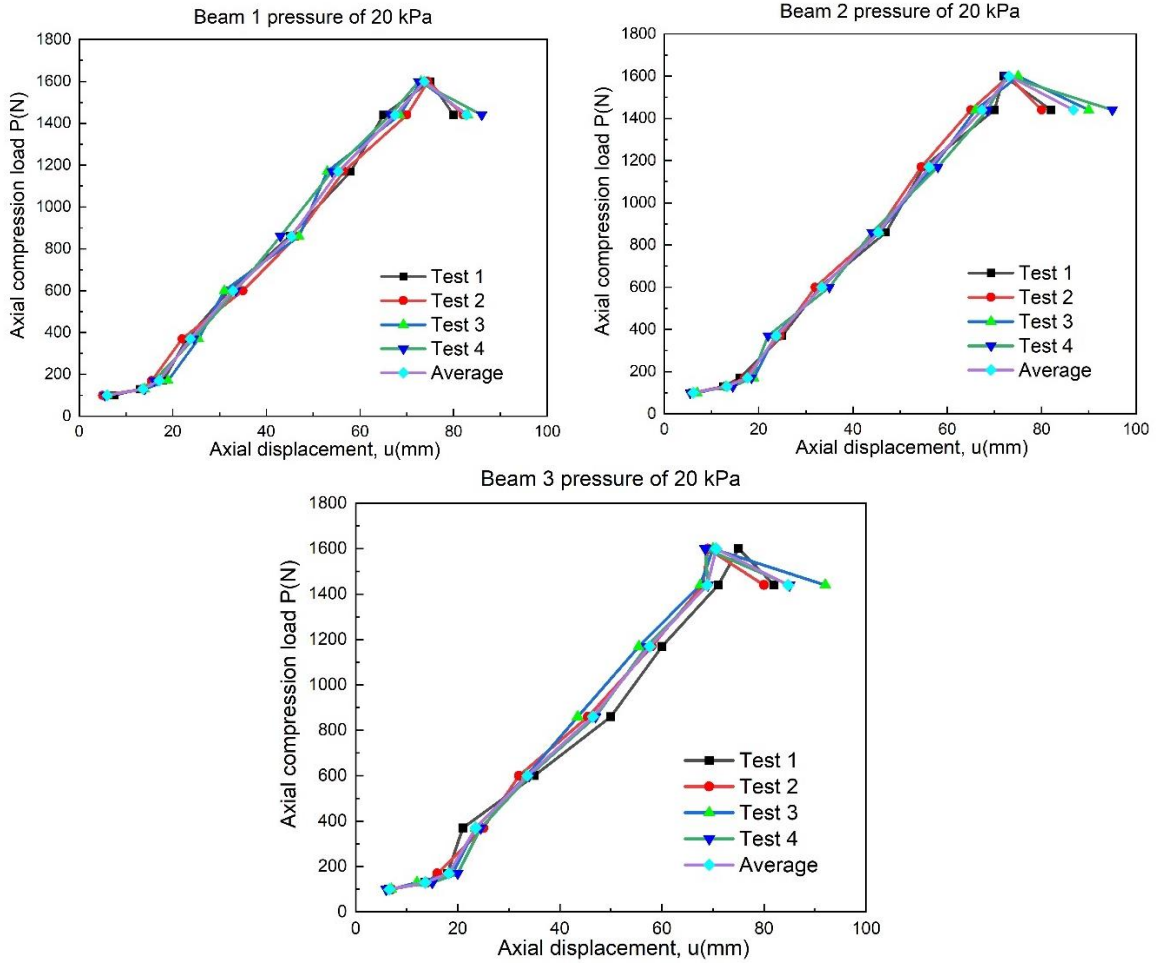 Beam 1 pressure of 20 kPa
1800
1600
1400
1200
1000
800
600
400
200
0
Axial compression load P(N)
Test 1
Test 2
Test 3
Test 4
Average
0 20 40 60 80 100
Axial displacement, u(mm)
Beam 2 pressure of 20 kPa
1800
1600
1400
1200
1000
800
600
400
200
0
Axial compression load P(N)
Test 1
Test 2
Test 3
Test 4
Average
0 20 40 60 80 100
Axial displacement, u(mm)
Beam 3 pressure of 20 kPa
1800
1600
1400
1200
1000
800
600
400
200
0
Axial compression load P(N)
Test 1
Test 2
Test 3
Test 4
Average
0 20 40 60 80 100
Axial displacement, u(mm)